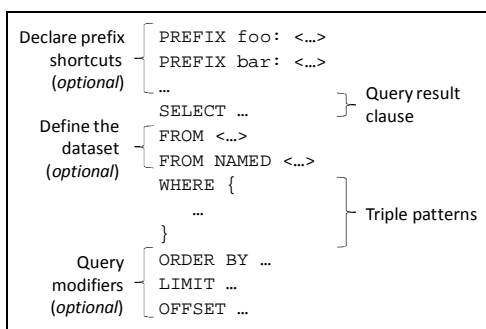 Declare prefix
shortcuts
(optional)
PREFIX foo: <…>
PREFIX bar: <…>
…
SELECT …
Query result
clause
Define the
dataset
(optional)
FROM <…>
FROM NAMED <…>
WHERE {
…
}
Triple patterns
Query
modifiers
(optional)
ORDER BY …
LIMIT …
OFFSET …